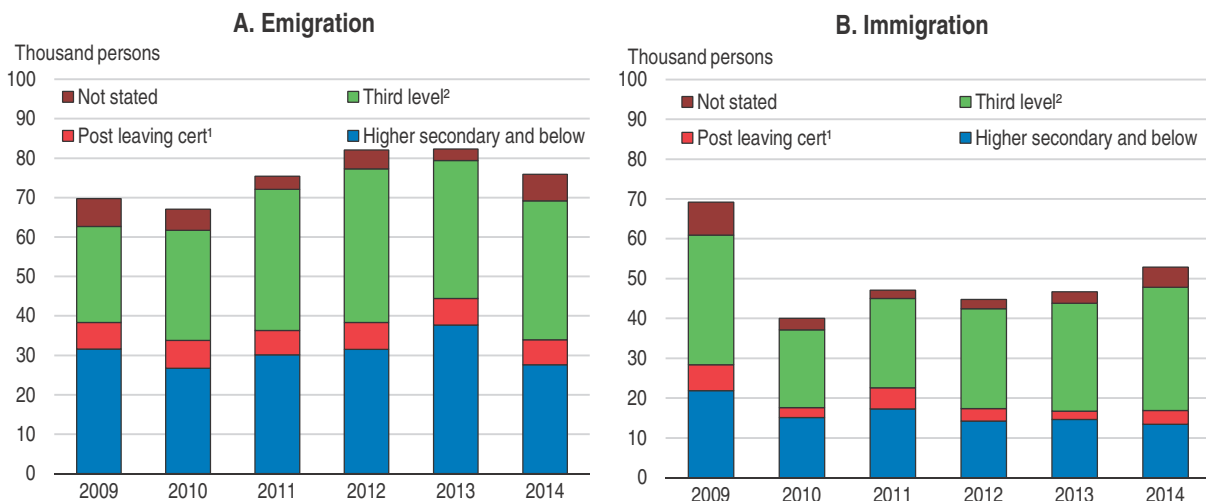 A. Emigration
Thousand persons
100
90
80
70
60
50
40
30
20
10
0
Not stated
Third level²
Post leaving cert¹
Higher secondary and below
2009 2010 2011 2012 2013 2014
B. Immigration
Thousand persons
100
90
80
70
60
50
40
30
20
10
0
Not stated
Third level²
Post leaving cert¹
Higher secondary and below
2009 2010 2011 2012 2013 2014